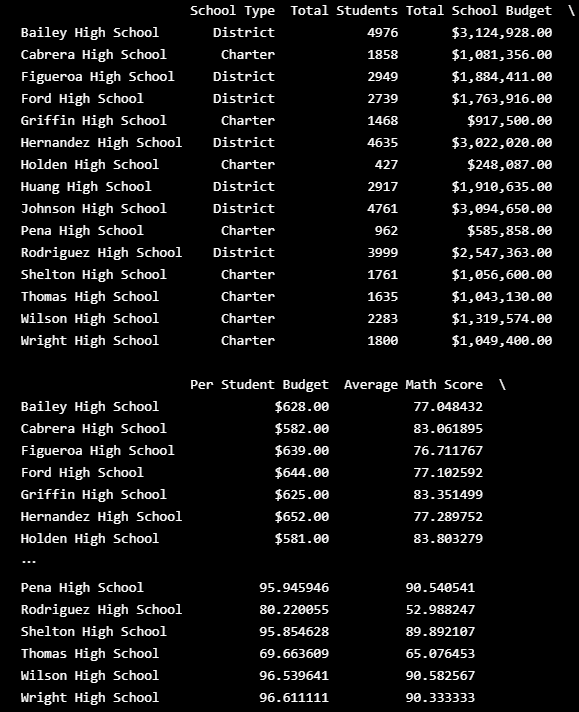 School Type Total Students Total School Budget \
Bailey High School District 4976 $3,124,928.00
Cabrera High School Charter 1858 $1,081,356.00
Figueroa High School District 2949 $1,884,411.00
Ford High School District 2739 $1,763,916.00
Griffin High School Charter 1468 $917,500.00
Hernandez High School District 4635 $3,022,020.00
Holden High School Charter 427 $248,087.00
Huang High School District 2917 $1,910,635.00
Johnson High School District 4761 $3,094,650.00
Pena High School Charter 962 $585,858.00
Rodriguez High School District 3999 $2,547,363.00
Shelton High School Charter 1761 $1,056,600.00
Thomas High School Charter 1635 $1,043,130.00
Wilson High School Charter 2283 $1,319,574.00
Wright High School Charter 1800 $1,049,400.00
Per Student Budget Average Math Score \
Bailey High School $628.00 77.048432
Cabrera High School $582.00 83.061895
Figueroa High School $639.00 76.711767
Ford High School $644.00 77.102592
Griffin High School $625.00 83.351499
Hernandez High School $652.00 77.289752
Holden High School $581.00 83.803279
...
Pena High School 95.945946 90.540541
Rodriguez High School 80.220055 52.988247
Shelton High School 95.854628 89.892107
Thomas High School 69.663609 65.076453
Wilson High School 96.539641 90.582567
Wright High School 96.611111 90.333333